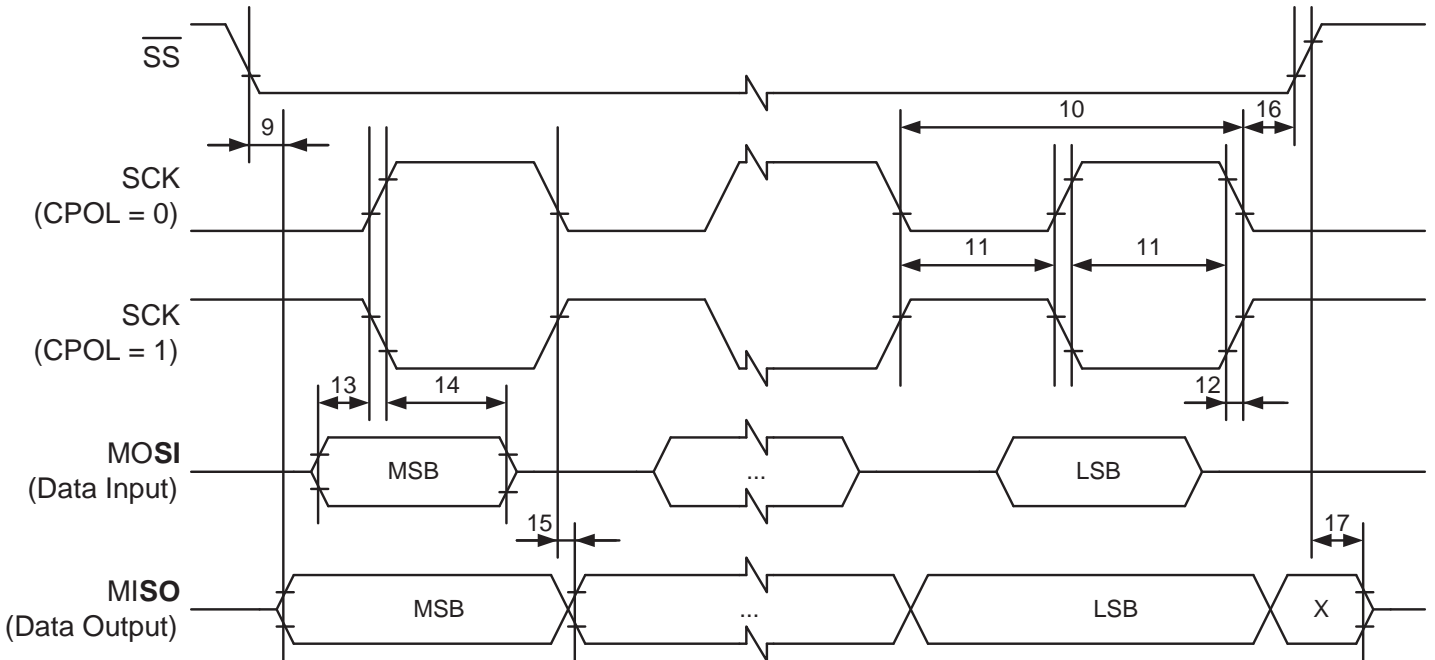 SS
9
10
16
SCK
(CPOL = 0)
11
11
SCK
(CPOL = 1)
13
14
12
MOSI
(Data Input)
MSB
...
LSB
15
17
MISO
(Data Output)
MSB
...
LSB
X